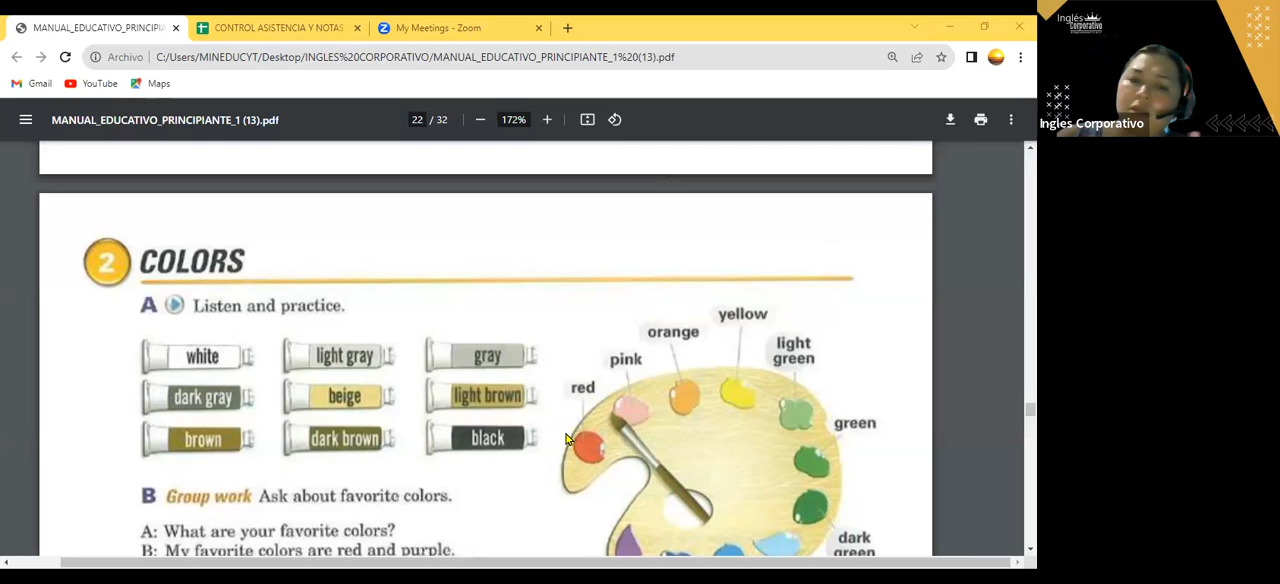 MANUAL_EDUCATIVO_PRINCIPIA
CONTROL ASISTENCIA Y NOTAS
My Meetings - Zoom
Archivo
C:/Users/MINEDUCYT/Desktop/INGLES%20CORPORATIVO/MANUAL_EDUCATIVO_PRINCIPIANTE_1%20(13).pdf
Gmail
YouTube
Maps
MANUAL_EDUCATIVO_PRINCIPIANTE_1 (13).pdf
22 / 32
172%
2 COLORS
A Listen and practice.
white
light gray
gray
dark gray
beige
light brown
brown
dark brown
black
red
pink
orange
yellow
light
green
green
dark
green
B Group work Ask about favorite colors.
A: What are your favorite colors?
B: My favorite colors are red and purple.
Inglés
Corporativo
Ingles Corporativo